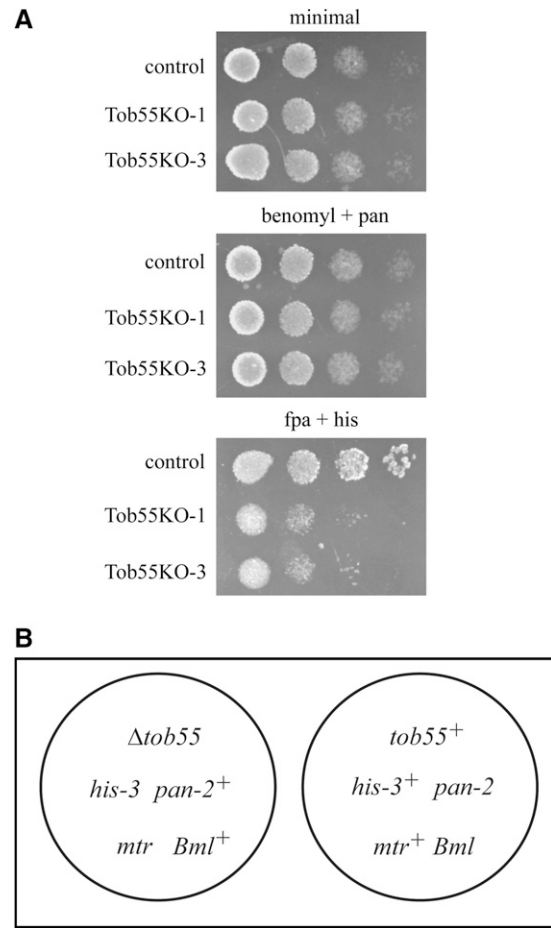 A
minimal
control
Tob55KO-1
Tob55KO-3
benomyl + pan
control
Tob55KO-1
Tob55KO-3
fpa + his
control
Tob55KO-1
Tob55KO-3
B
Δtob55 tob55⁺
his-3 pan-2⁺ his-3⁺ pan-2
mtr Bml⁺ mtr⁺ Bml